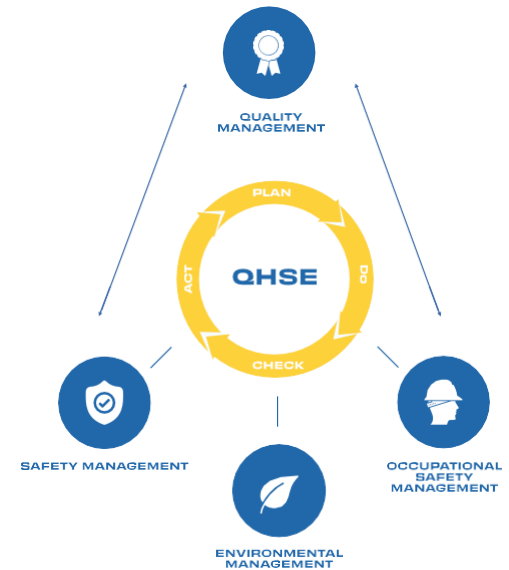 QUALITY
MANAGEMENT
PLAN
ACT
QHSE
Do
CHECK
SAFETY MANAGEMENT
OCCUPATIONAL
SAFETY
MANAGEMENT
ENVIRONMENTAL
MANAGEMENT